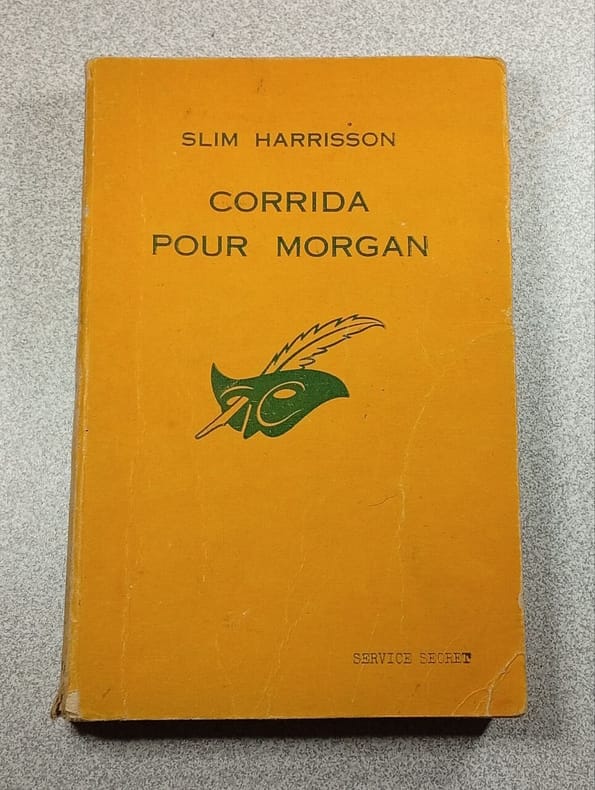 SLIM HARRISSON
CORRIDA
POUR MORGAN
SERVICE SECRET